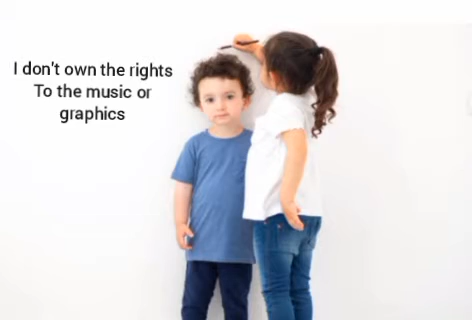 I don't own the rights
To the music or
graphics